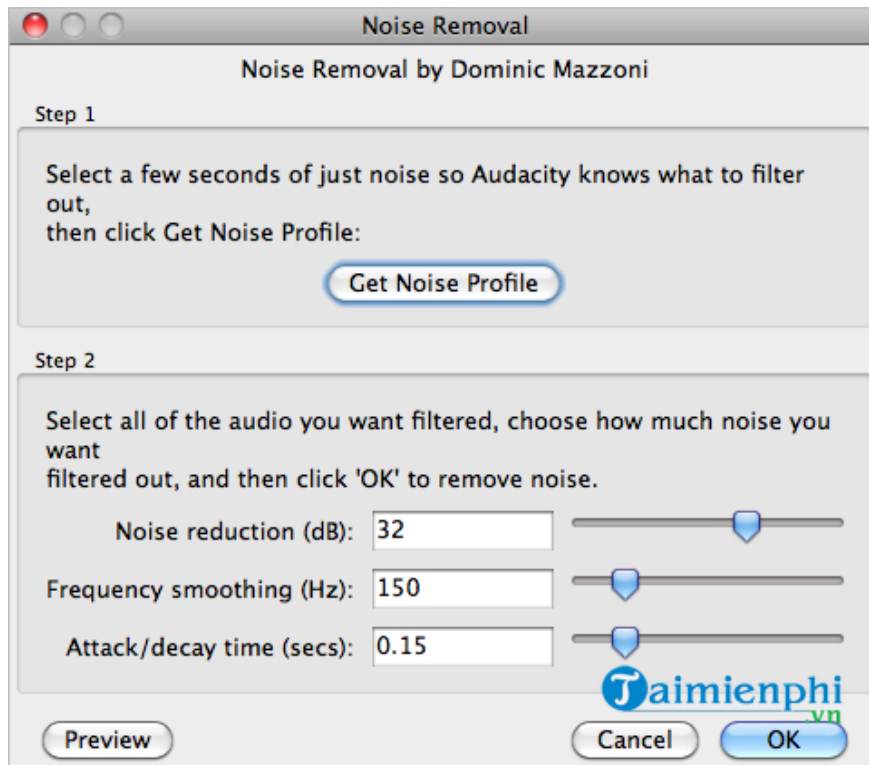 Noise Removal
Noise Removal by Dominic Mazzoni
Step 1
Select a few seconds of just noise so Audacity knows what to filter
out,
then click Get Noise Profile:
Get Noise Profile
Step 2
Select all of the audio you want filtered, choose how much noise you
want
filtered out, and then click 'OK' to remove noise.
Noise reduction (dB): 32
Frequency smoothing (Hz): 150
Attack/decay time (secs): 0.15
Taimienphi
.vn
Preview Cancel OK